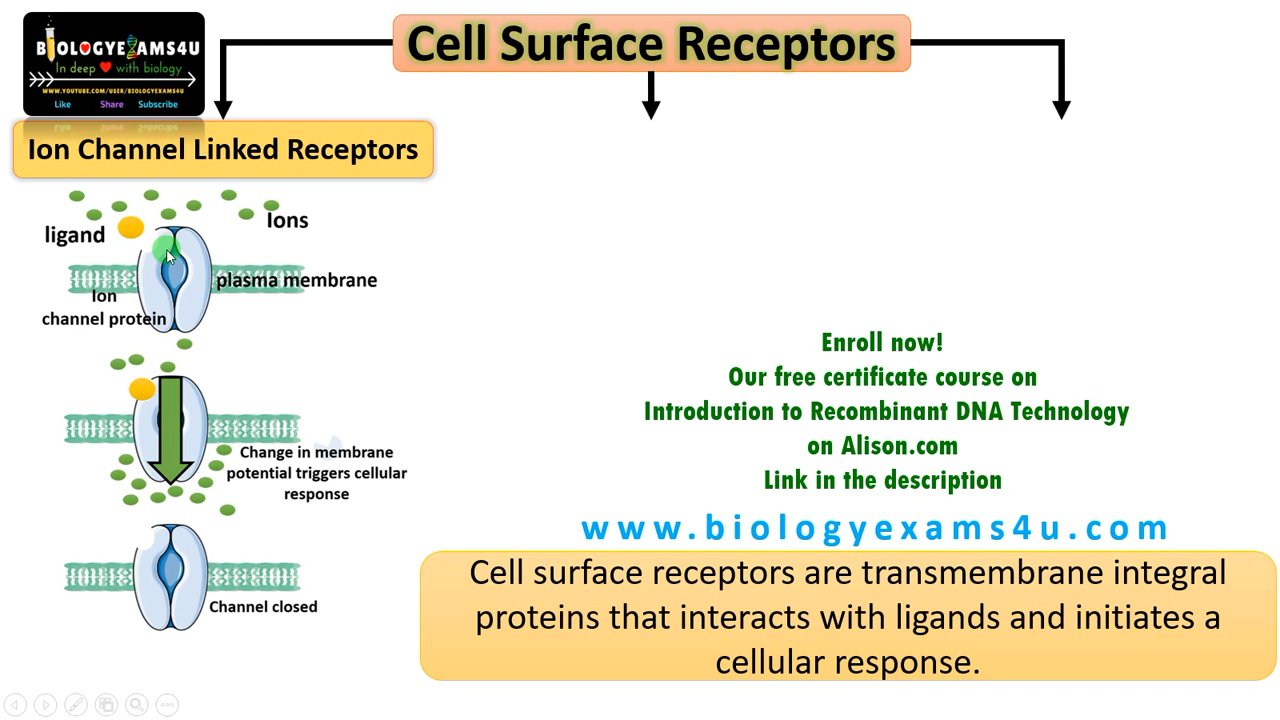 BIOLOGYEXAMS4U
In deep with biology
WWW.YOUTUBE.COM/USER/BIOLOGYEXAMS4U
Like Share Subscribe
Cell Surface Receptors
Ion Channel Linked Receptors
Ions
ligand
plasma membrane
Ion
channel protein
Change in membrane
potential triggers cellular
response
Channel closed
Enroll now!
Our free certificate course on
Introduction to Recombinant DNA Technology
on Alison.com
Link in the description
www.biologyexams4u.com
Cell surface receptors are transmembrane integral
proteins that interacts with ligands and initiates a
cellular response.